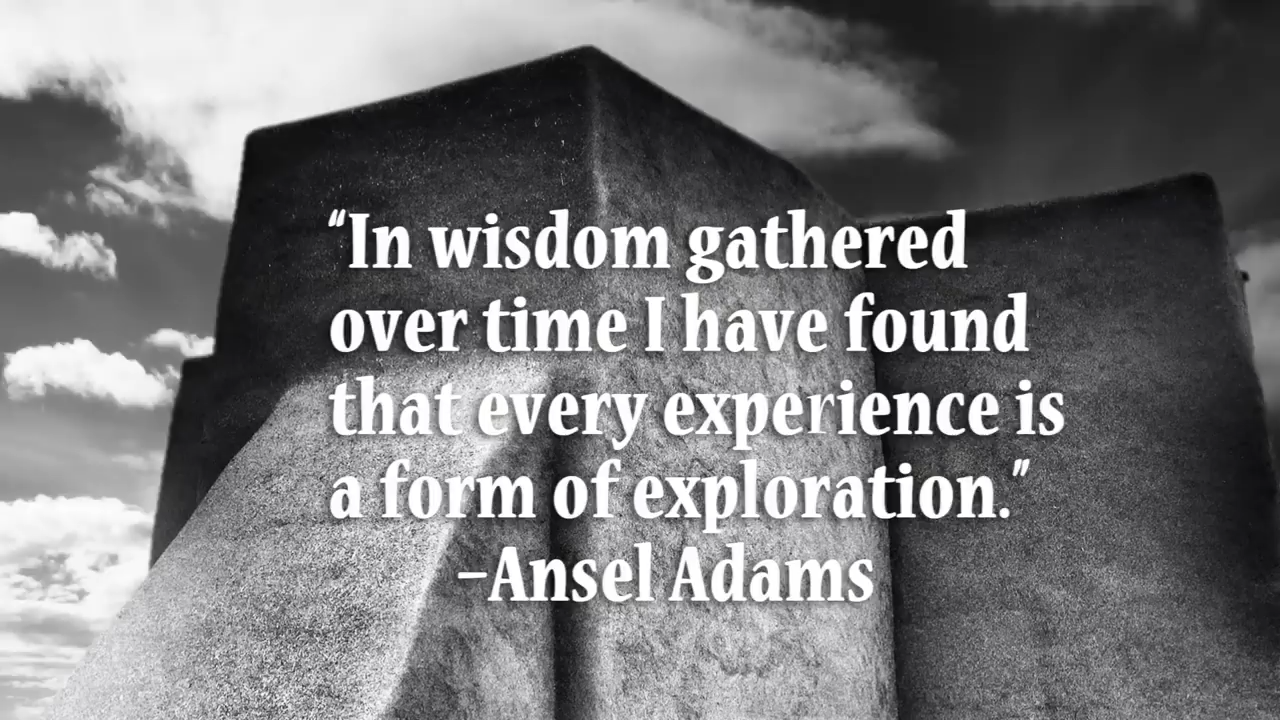 “In wisdom gathered
over time I have found
that every experience is
a form of exploration.”
–Ansel Adams